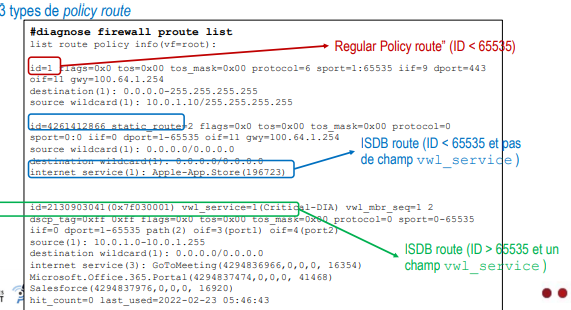 3 types de policy route
#diagnose firewall proute list
list route policy info(vf=root):
Regular Policy route" (ID < 65535)
id=1 flags=0x0 tos=0x00 tos_mask=0x00 protocol=6 sport=1:65535 iif=9 dport=443
oif=11 gwy=100.64.1.254
destination(1): 0.0.0.0-255.255.255.255
source wildcard(1): 10.0.1.10/255.255.255.255
id=4261412866 static_route=2 flags=0x0 tos=0x00 tos_mask=0x00 protocol=0
sport=0:0 iif=0 dport=1-65535 oif=11 gwy=100.64.1.254
source wildcard(1): 0.0.0.0/0.0.0.0
destination wildcard(1): 0.0.0.0/0.0.0.0
internet service(1): Apple-App.Store(196723)
ISDB route (ID < 65535 et pas
de champ vwl_service)
id=2130903041(0x7f030001) vwl_service=1(Critical-DIA) vwl_mbr_seq=1 2
dscp_tag=0xff 0xff flags=0x0 tos=0x00 tos_mask=0x00 protocol=0 sport=0-65535
iif=0 dport=1-65535 path(2) oif=3(port1) oif=4(port2)
source(1): 10.0.1.0-10.0.1.255
destination wildcard(1): 0.0.0.0/0.0.0.0
internet service(3): GoToMeeting(4294836966,0,0,0, 16354)
Microsoft.Office.365.Portal(4294837474,0,0,0, 41468)
Salesforce(4294837976,0,0,0, 16920)
hit_count=0 last_used=2022-02-23 05:46:43
ISDB route (ID > 65535 et un
champ vwl_service)